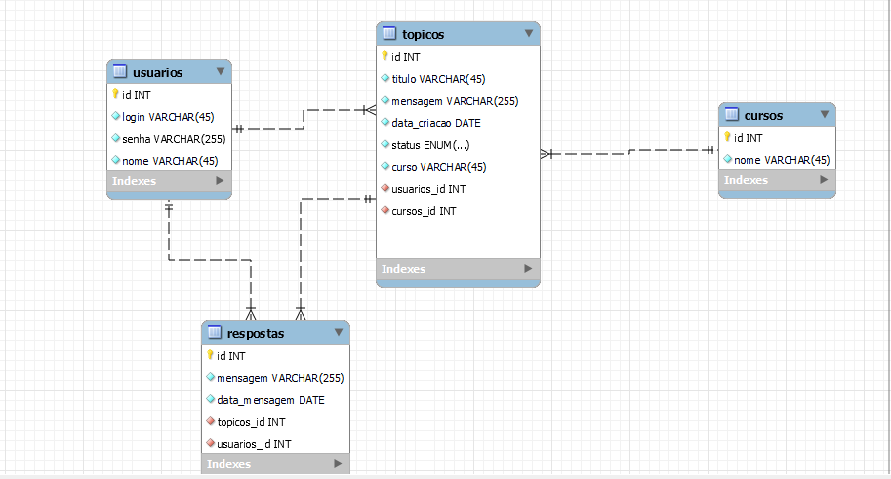 usuarios
id INT
login VARCHAR(45)
senha VARCHAR(255)
nome VARCHAR(45)
Indexes
topicos
id INT
titulo VARCHAR(45)
mensagem VARCHAR(255)
data_criacao DATE
status ENUM(...)
curso VARCHAR(45)
usuarios_id INT
cursos_id INT
Indexes
cursos
id INT
nome VARCHAR(45)
Indexes
respostas
id INT
mensagem VARCHAR(255)
data_mensagem DATE
topicos_id INT
usuarios_id INT
Indexes